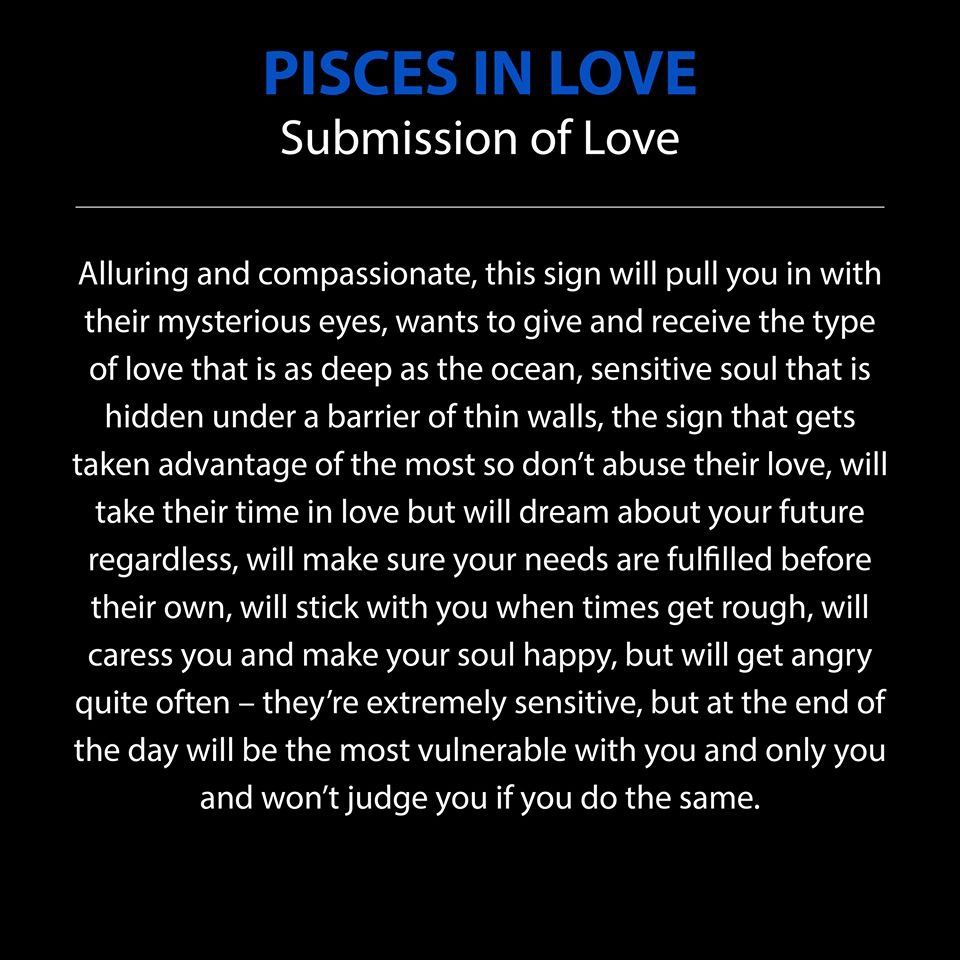 PISCES IN LOVE
Submission of Love
Alluring and compassionate, this sign will pull you in with
their mysterious eyes, wants to give and receive the type
of love that is as deep as the ocean, sensitive soul that is
hidden under a barrier of thin walls, the sign that gets
taken advantage of the most so don’t abuse their love, will
take their time in love but will dream about your future
regardless, will make sure your needs are fulfilled before
their own, will stick with you when times get rough, will
caress you and make your soul happy, but will get angry
quite often – they’re extremely sensitive, but at the end of
the day will be the most vulnerable with you and only you
and won’t judge you if you do the same.